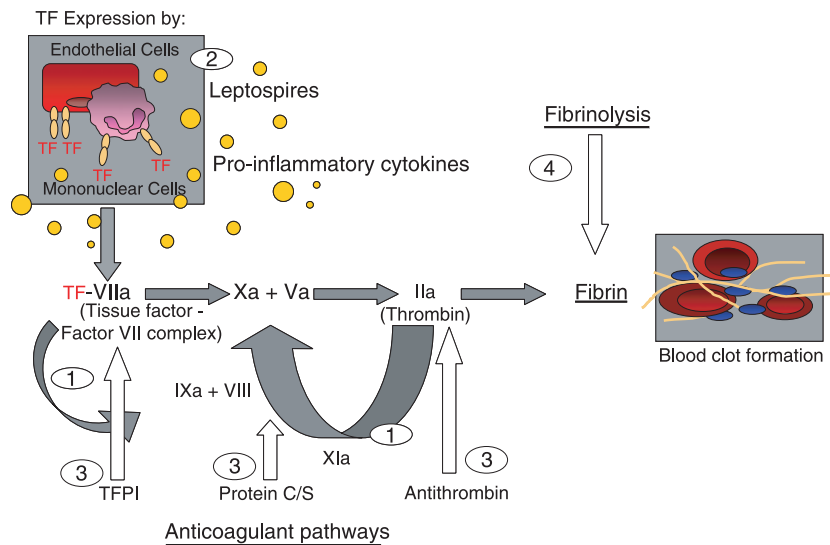 TF Expression by:
Endothelial Cells
2
Leptospires
TF TF
TF
TF
Pro-inflammatory cytokines
Mononuclear Cells
Fibrinolysis
4
TF-VIIa
(Tissue factor -
Factor VII complex)
Xa + Va
IIa
(Thrombin)
Fibrin
Blood clot formation
1
IXa + VIII
1
XIa
3
TFPI
3
Protein C/S
3
Antithrombin
Anticoagulant pathways